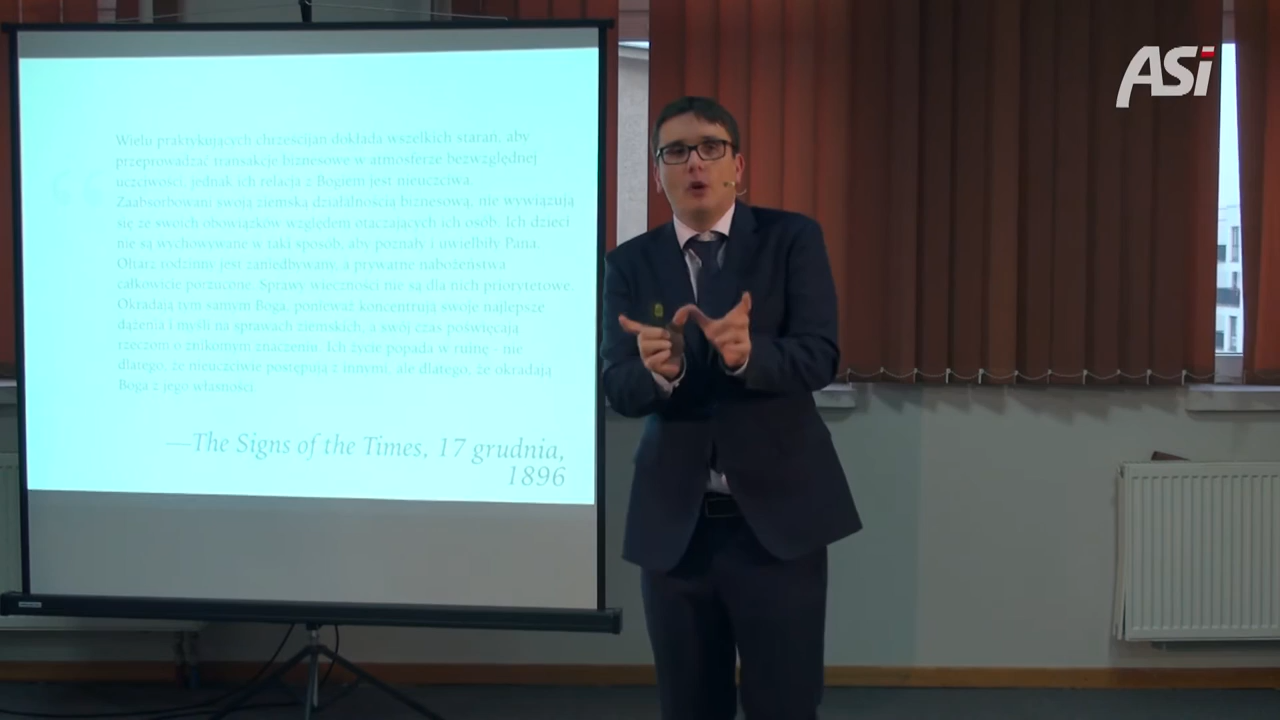 ASi
Wielu praktykujących chrześcijan dokłada wszelkich starań, aby
przeprowadzać transakcje biznesowe w atmosferze bezwzględnej
uczciwości, jednak ich relacja z Bogiem jest nieuczciwa.
Zaabsorbowani swoją ziemską działalnością biznesową, nie wywiązują
się ze swoich obowiązków względem otaczających ich osób. Ich dzieci
nie są wychowywane w taki sposób, aby poznały i uwielbiły Pana.
Ołtarz rodzinny jest zaniedbywany, a prywatne nabożeństwa
całkowicie porzucone. Sprawy wieczności nie są dla nich priorytetowe.
Okradają tym samym Boga, ponieważ koncentrują swoje najlepsze
dążenia i myśli na sprawach ziemskich, a swój czas poświęcają
rzeczom o znikomym znaczeniu. Ich życie popada w ruinę - nie
dlatego, że nieuczciwie postępują z innymi, ale dlatego, że okradają
Boga z jego własności.
—The Signs of the Times, 17 grudnia,
1896